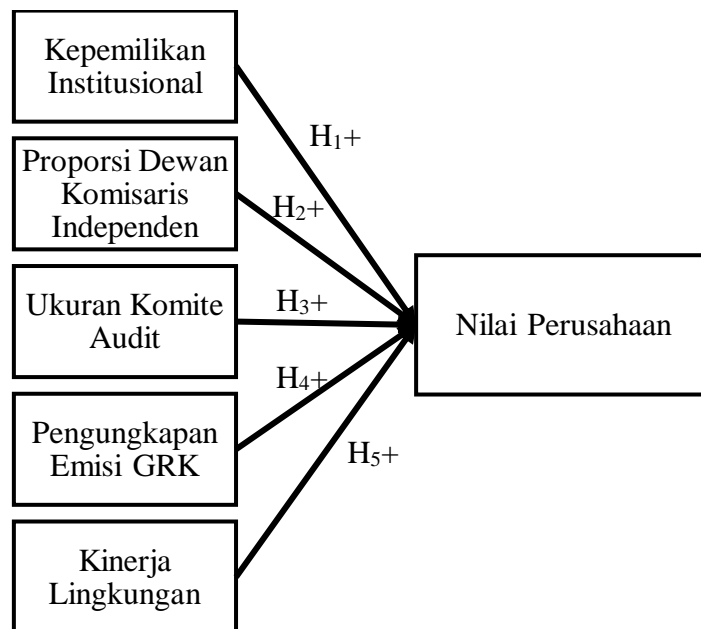 Kepemilikan
Institusional
H₁+
Proporsi Dewan
Komisaris
Independen
H₂+
Ukuran Komite
Audit
H₃+
Nilai Perusahaan
Pengungkapan
Emisi GRK
H₄+
Kinerja
Lingkungan
H₅+